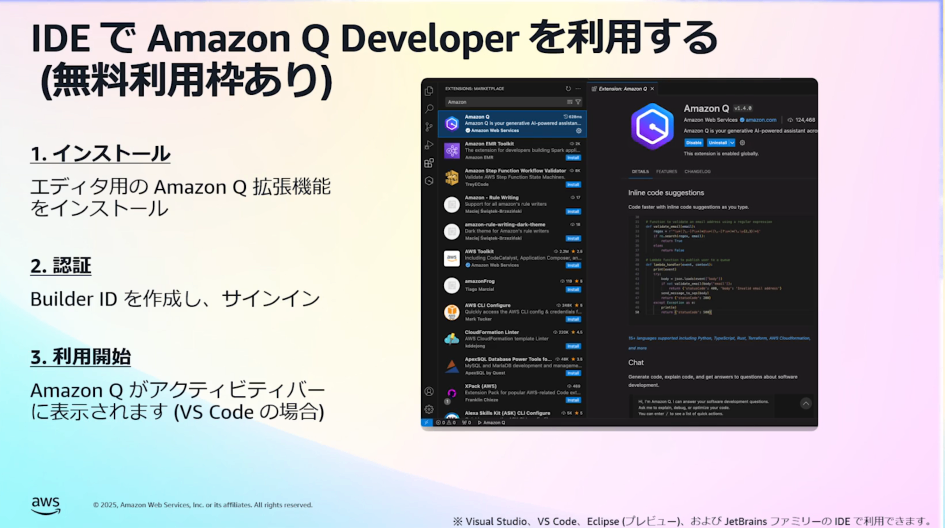 IDE で Amazon Q Developer を利用する
(無料利用枠あり)
1. インストール
エディタ用の Amazon Q 拡張機能
をインストール
2. 認証
Builder ID を作成し、サインイン
3. 利用開始
Amazon Q がアクティビティバー
に表示されます (VS Code の場合)
EXTENSIONS: MARKETPLACE
Amazon
Amazon Q
Amazon Q is your generative AI-powered assistan...
Amazon Web Services
Amazon EMR Toolkit
The extension for developers building Spark appli...
Amazon EMR
Install
Amazon Step Function Workflow Validator
Validate AWS Step Function State Machines.
Install
Amazon - Rule Writing
Support for all amazon's rule writers
Install
amazon-rule-writing-dark-theme
Dark theme for Amazon's rule writers
Install
AWS Toolkit
Including CodeCatalyst, Application Composer, an...
Amazon Web Services
Install
amazonFrog
Tiago Marsial
Install
AWS CLI Configure
Quickly access the AWS CLI config & credentials f...
Mark Tucker
Install
CloudFormation Linter
AWS CloudFormation template Linter
Install
ApexSQL Database Power Tools fo...
MySQL and MariaDB development and manageme...
ApexSQL by Quest
Install
XPack (AWS)
Extension Pack for popular AWS-related Code ext...
Install
Alexa Skills Kit (ASK) CLI Configure
Amazon Q
Extension: Amazon Q
Amazon Q v1.4.0
Amazon Web Services amazon.com
Amazon Q is your generative AI-powered assistant acros
Disable Uninstall
This extension is enabled globally.
DETAILS FEATURES CHANGELOG
Inline code suggestions
Code faster with inline code suggestions as you type.
15+ languages supported including Python, TypeScript, Rust, Terraform, AWS Cloudformation,
and more
Chat
Generate code, explain code, and get answers to questions about software
development.
Hi, I'm Amazon Q. I can answer your software development questions.
Ask me to explain, debug, or optimize your code.
You can enter / to see a list of quick actions.
aws
© 2025, Amazon Web Services, Inc. or its affiliates. All rights reserved.
※ Visual Studio、VS Code、Eclipse (プレビュー)、および JetBrains ファミリーの IDE で利用できます。